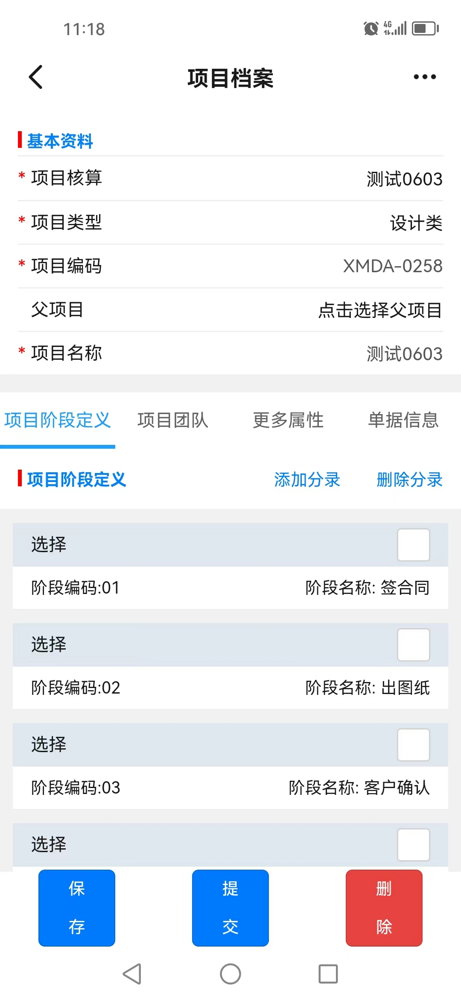 11:18
4G
项目档案
基本资料
* 项目核算 测试0603
* 项目类型 设计类
* 项目编码 XMDA-0258
父项目 点击选择父项目
* 项目名称 测试0603
项目阶段定义 项目团队 更多属性 单据信息
项目阶段定义 添加分录 删除分录
选择
阶段编码:01 阶段名称: 签合同
选择
阶段编码:02 阶段名称: 出图纸
选择
阶段编码:03 阶段名称: 客户确认
选择
保存 提交 删除